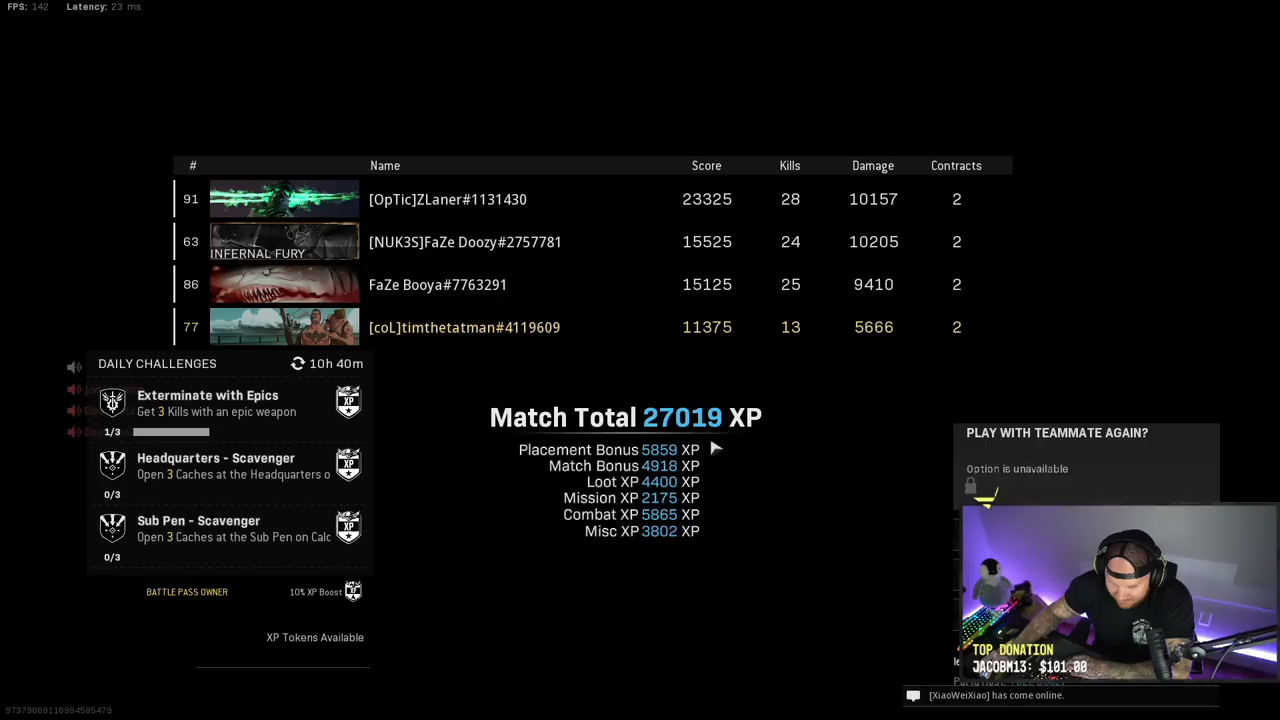 FPS: 142 Latency: 23 ms
# Name Score Kills Damage Contracts
91 [OpTic]ZLaner#1131430 23325 28 10157 2
63 INFERNAL FURY [NUK3S]FaZe Doozy#2757781 15525 24 10205 2
86 FaZe Booya#7763291 15125 25 9410 2
77 [coL]timthetatman#4119609 11375 13 5666 2
DAILY CHALLENGES 10h 40m
Exterminate with Epics
Get 3 Kills with an epic weapon
1/3
Headquarters - Scavenger
Open 3 Caches at the Headquarters o
0/3
Sub Pen - Scavenger
Open 3 Caches at the Sub Pen on Calc
0/3
BATTLE PASS OWNER 10% XP Boost
XP Tokens Available
Match Total 27019 XP
Placement Bonus 5859 XP
Match Bonus 4918 XP
Loot XP 4400 XP
Mission XP 2175 XP
Combat XP 5865 XP
Misc XP 3802 XP
PLAY WITH TEAMMATE AGAIN?
Option is unavailable
TOP DONATION
JACOBM13: $101.00
[XiaoWeiXiao] has come online.